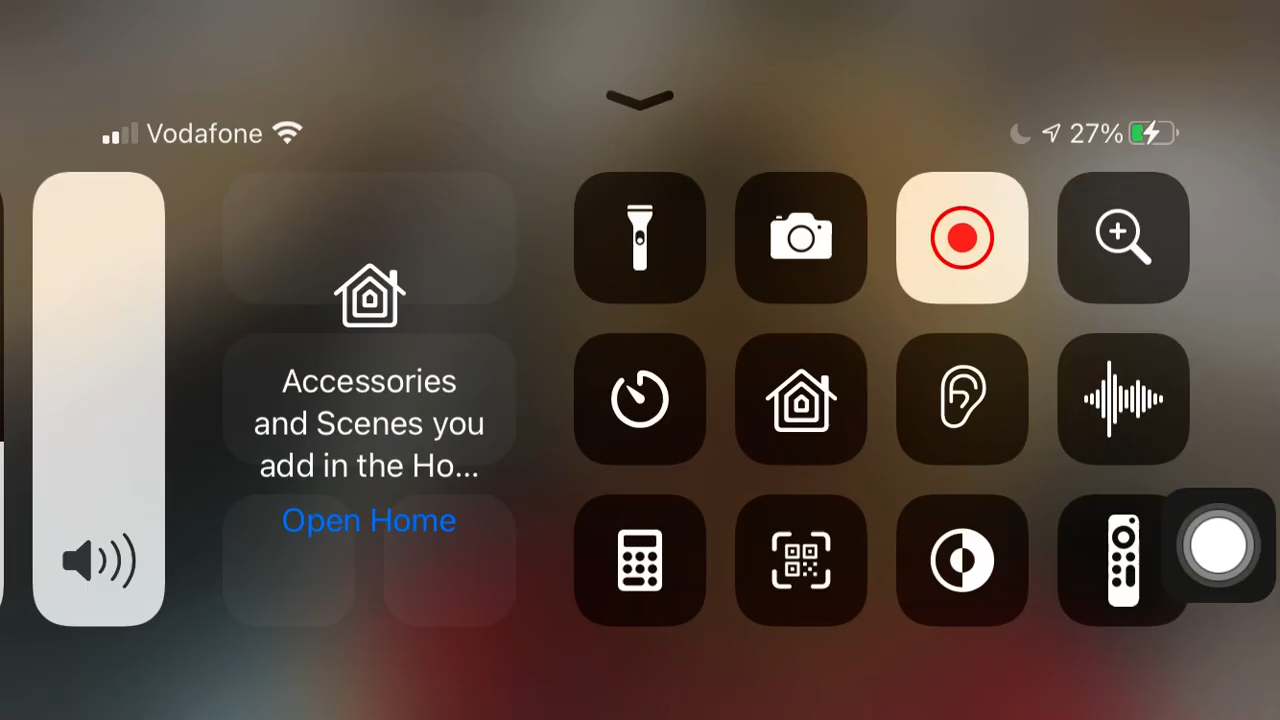 Vodafone
27%
Accessories
and Scenes you
add in the Ho...
Open Home